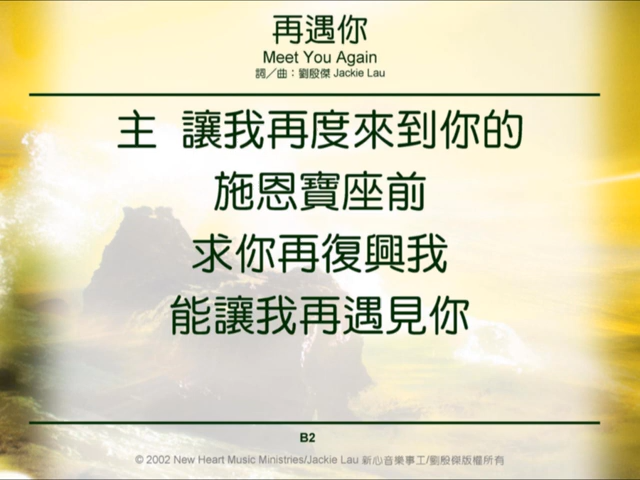 再遇你
Meet You Again
詞／曲：劉殷傑 Jackie Lau
主 讓我再度來到你的
施恩寶座前
求你再復興我
能讓我再遇見你
B2
© 2002 New Heart Music Ministries/Jackie Lau 新心音樂事工/劉殷傑版權所有